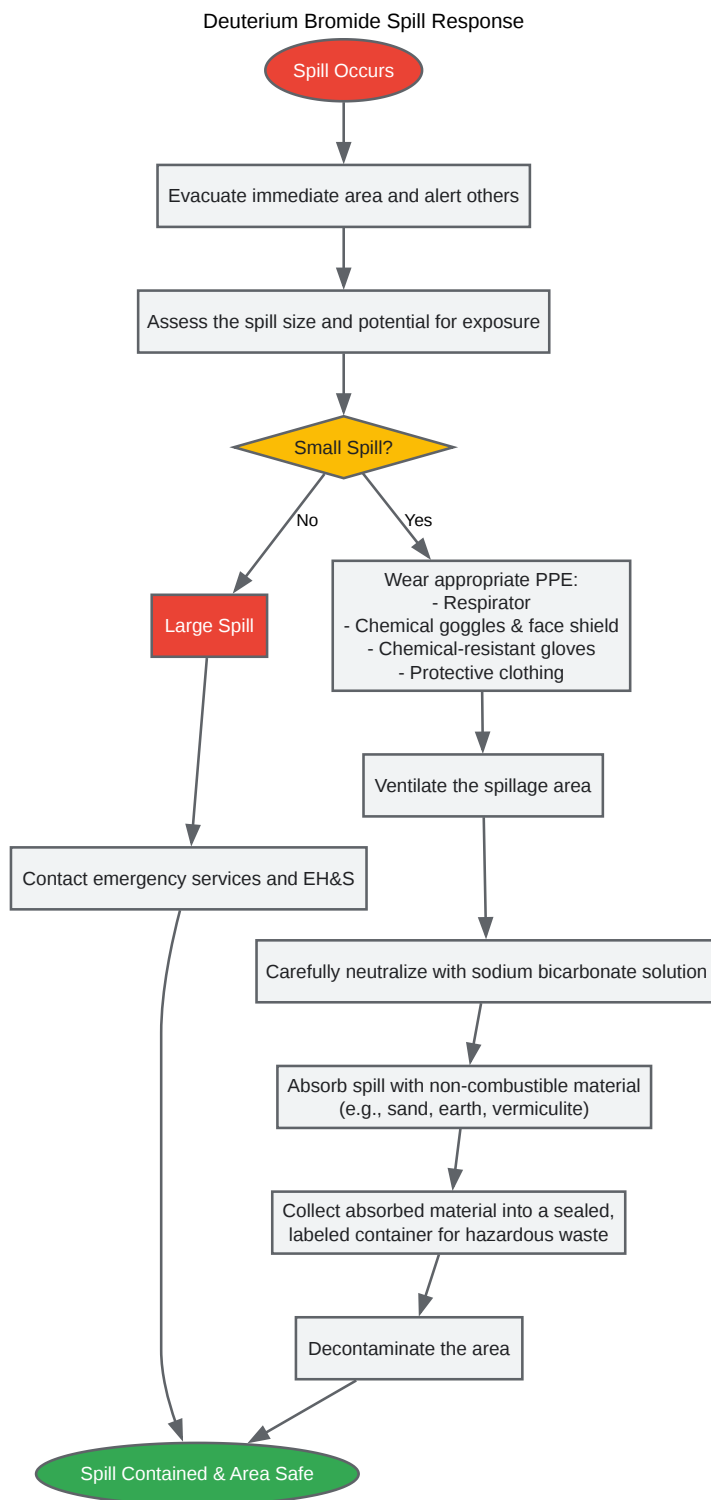 Deuterium Bromide Spill Response
Spill Occurs
Evacuate immediate area and alert others
Assess the spill size and potential for exposure
Small Spill?
No
Yes
Large Spill
Wear appropriate PPE:
- Respirator
- Chemical goggles & face shield
- Chemical-resistant gloves
- Protective clothing
Ventilate the spillage area
Contact emergency services and EH&S
Carefully neutralize with sodium bicarbonate solution
Absorb spill with non-combustible material
(e.g., sand, earth, vermiculite)
Collect absorbed material into a sealed,
labeled container for hazardous waste
Decontaminate the area
Spill Contained & Area Safe